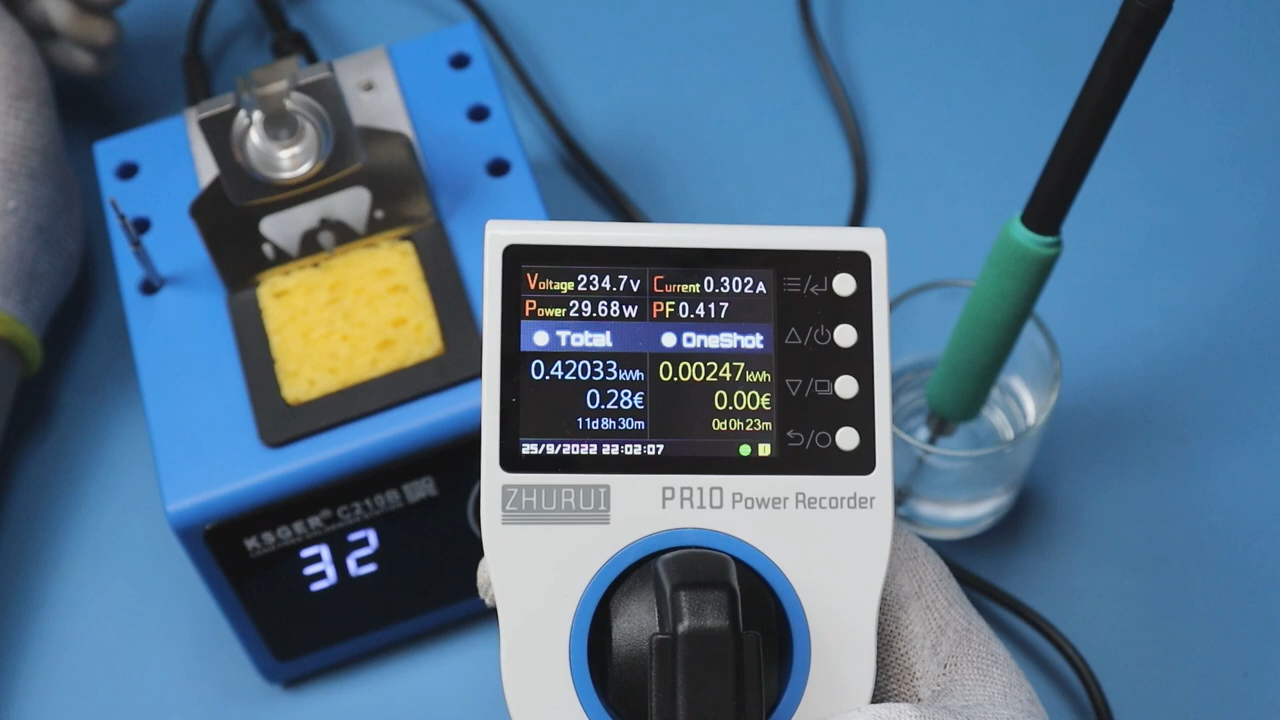 Voltage 234.7V Current 0.302A
Power 29.68W PF 0.417
Total OneShot
0.42033kWh 0.00247kWh
0.28€ 0.00€
11d 8h 30m 0d 0h 23m
25/9/2022 22:02:07
ZHURUI PR10 Power Recorder
KSGER® C210B
32